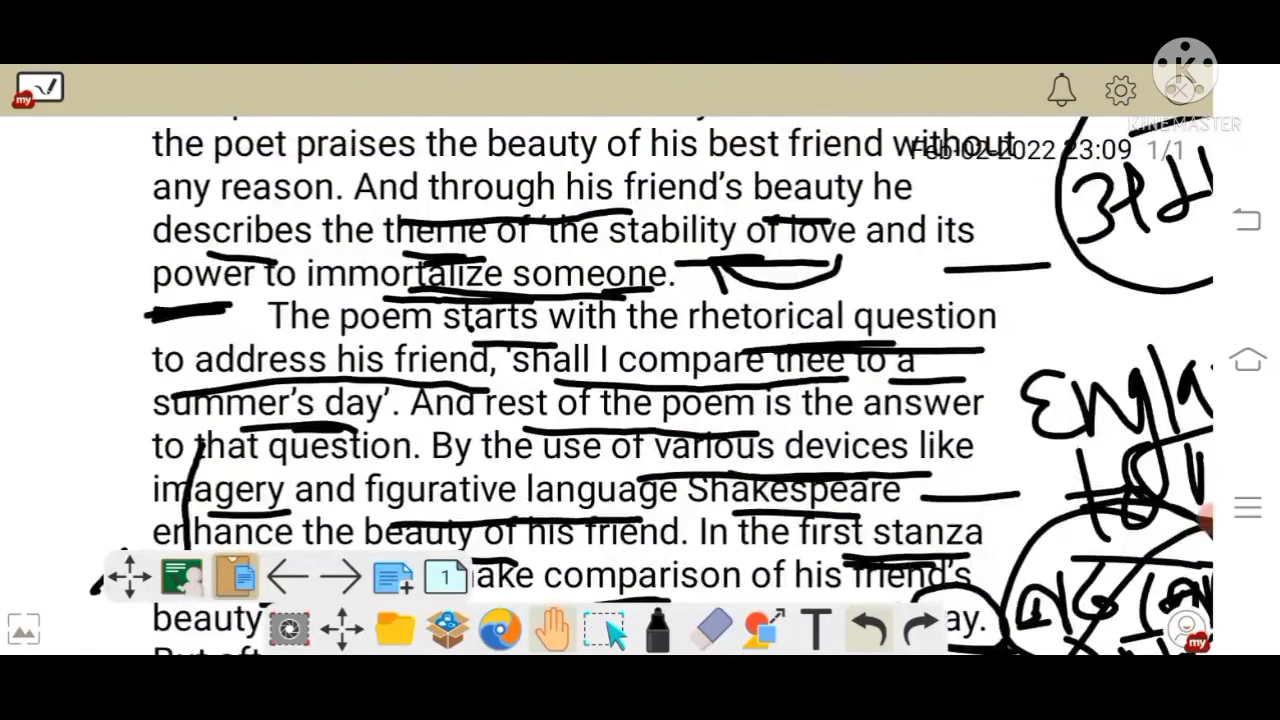 KINEMASTER
the poet praises the beauty of his best friend without
Feb-02-2022 23:09 1/1
any reason. And through his friend's beauty he
describes the theme of 'the stability of love and its
power to immortalize someone.
The poem starts with the rhetorical question
to address his friend, 'shall I compare thee to a
summer's day'. And rest of the poem is the answer
to that question. By the use of various devices like
imagery and figurative language Shakespeare
enhance the beauty of his friend. In the first stanza
make comparison of his friend's
beauty
ay.
1
T
my
my